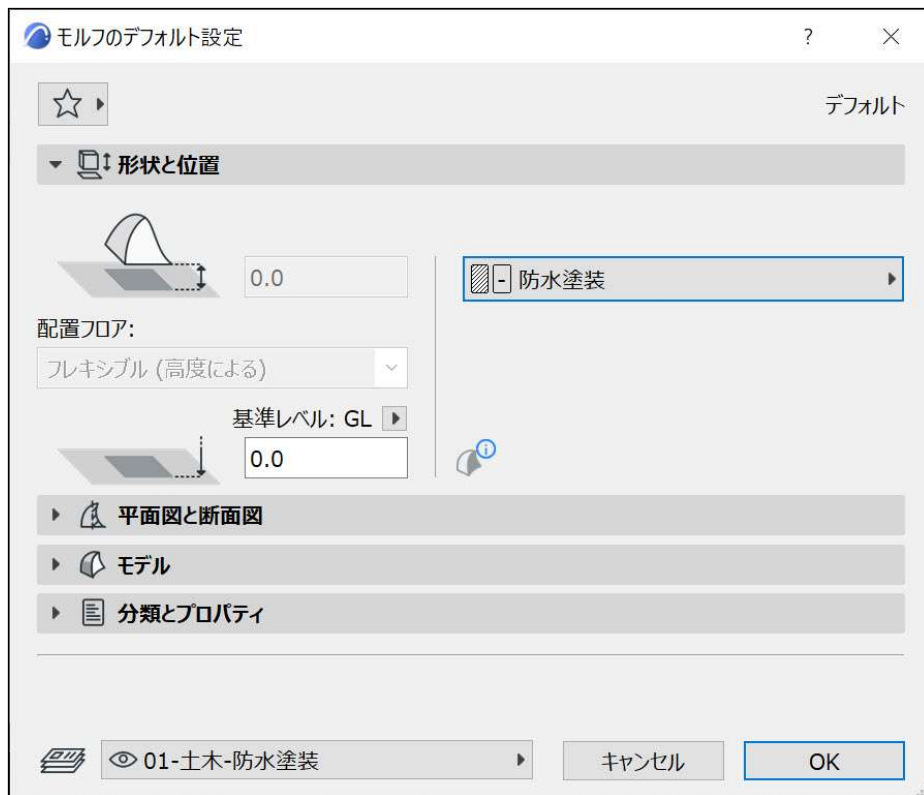 モルフのデフォルト設定 ?
デフォルト
形状と位置
0.0
防水塗装
配置フロア:
フレキシブル (高度による)
基準レベル: GL
0.0
平面図と断面図
モデル
分類とプロパティ
01-土木-防水塗装
キャンセル
OK